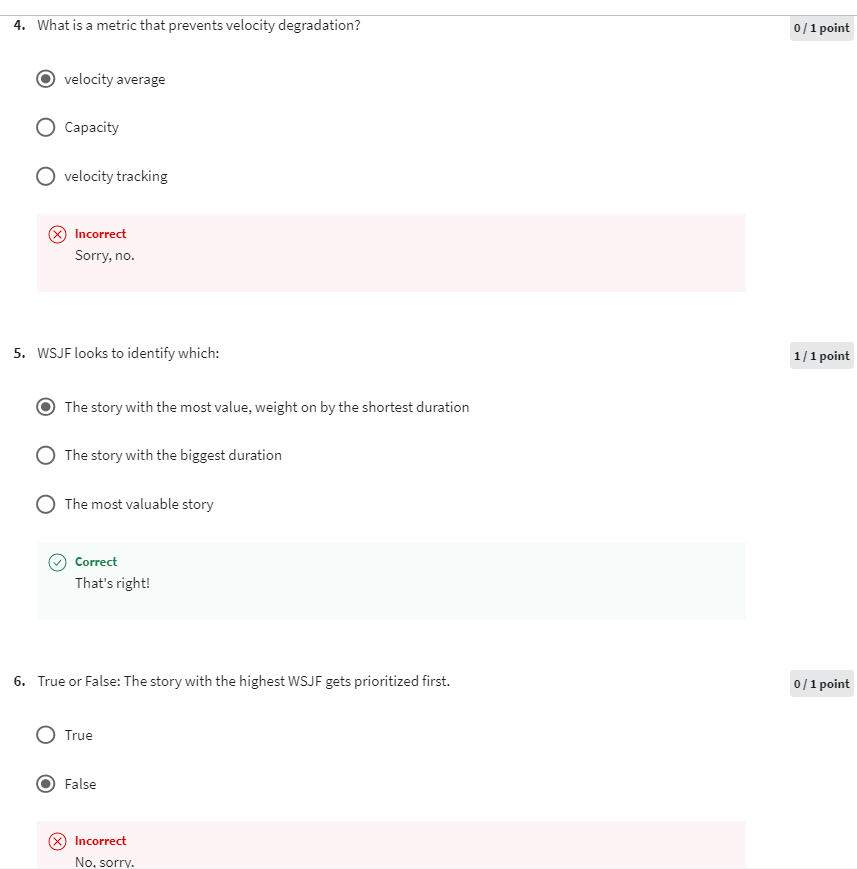 4. What is a metric that prevents velocity degradation?
0 / 1 point
velocity average
Capacity
velocity tracking
Incorrect
Sorry, no.
5. WSJF looks to identify which:
1 / 1 point
The story with the most value, weight on by the shortest duration
The story with the biggest duration
The most valuable story
Correct
That's right!
6. True or False: The story with the highest WSJF gets prioritized first.
0 / 1 point
True
False
Incorrect
No, sorry.